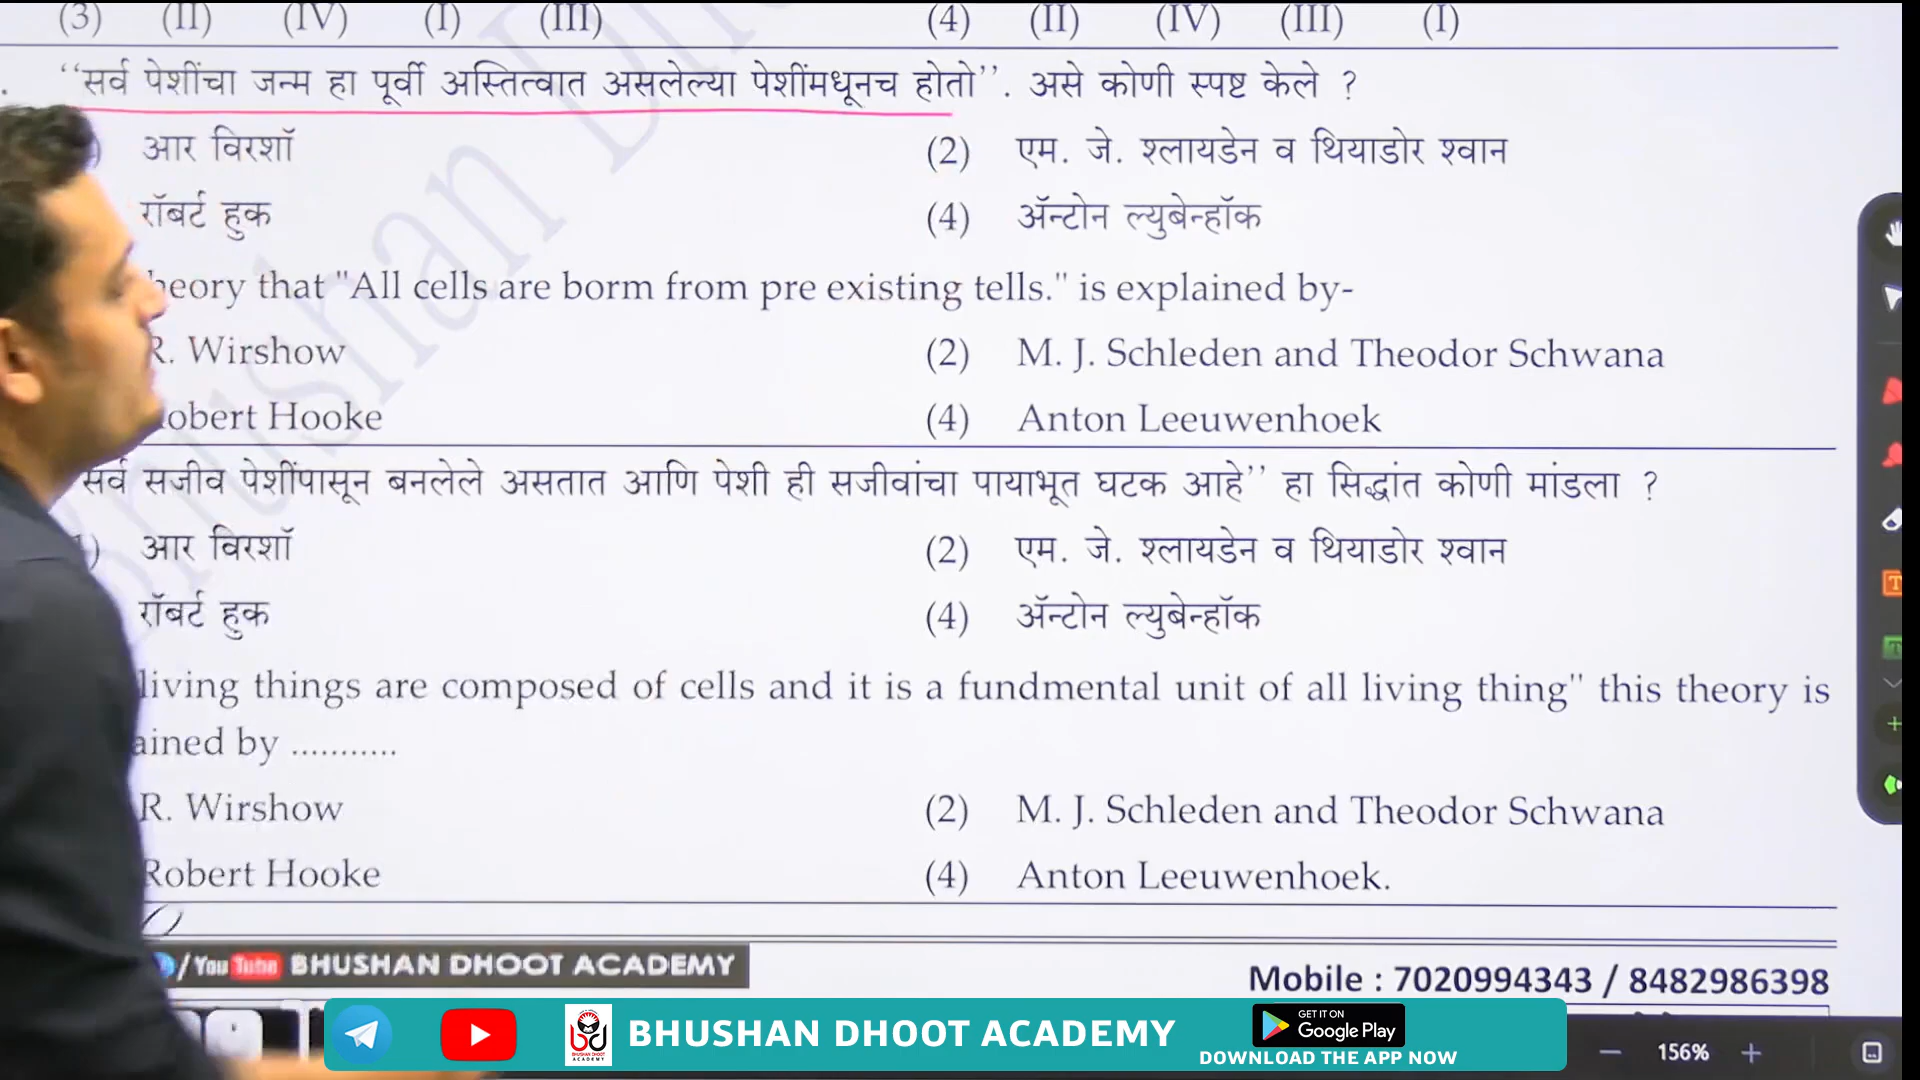 (3) (II) (IV) (I) (III) (4) (II) (IV) (III) (I)
. ‘‘सर्व पेशींचा जन्म हा पूर्वी अस्तित्वात असलेल्या पेशींमधूनच होतो’’. असे कोणी स्पष्ट केले ?
आर विरशॉ (2) एम. जे. श्लायडेन व थियाडोर श्वान
रॉबर्ट हुक (4) ॲन्टोन ल्युबेन्हॉक
heory that "All cells are borm from pre existing tells." is explained by-
R. Wirshow (2) M. J. Schleden and Theodor Schwana
obert Hooke (4) Anton Leeuwenhoek
सर्व सजीव पेशींपासून बनलेले असतात आणि पेशी ही सजीवांचा पायाभूत घटक आहे’’ हा सिद्धांत कोणी मांडला ?
) आर विरशॉ (2) एम. जे. श्लायडेन व थियाडोर श्वान
रॉबर्ट हुक (4) ॲन्टोन ल्युबेन्हॉक
living things are composed of cells and it is a fundmental unit of all living thing" this theory is
ained by ...........
R. Wirshow (2) M. J. Schleden and Theodor Schwana
Robert Hooke (4) Anton Leeuwenhoek.
/ You Tube BHUSHAN DHOOT ACADEMY
Mobile : 7020994343 / 8482986398
BHUSHAN DHOOT ACADEMY
GET IT ON
Google Play
DOWNLOAD THE APP NOW
156%